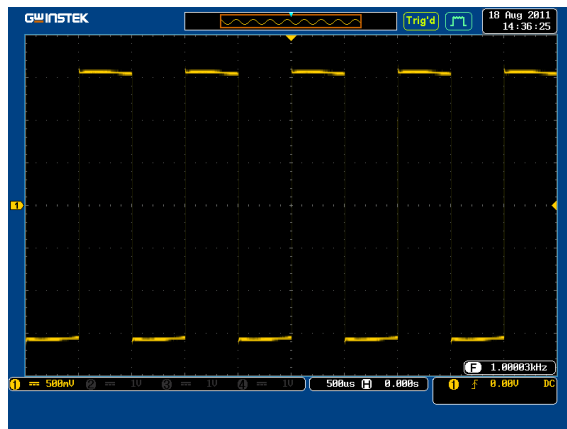 GWINSTEK Trig'd 18 Aug 2011
14:36:25
1
F 1.00003kHz
1 500mV 2 1V 3 1V 4 1V 500us H 0.000s 1 0.00V DC